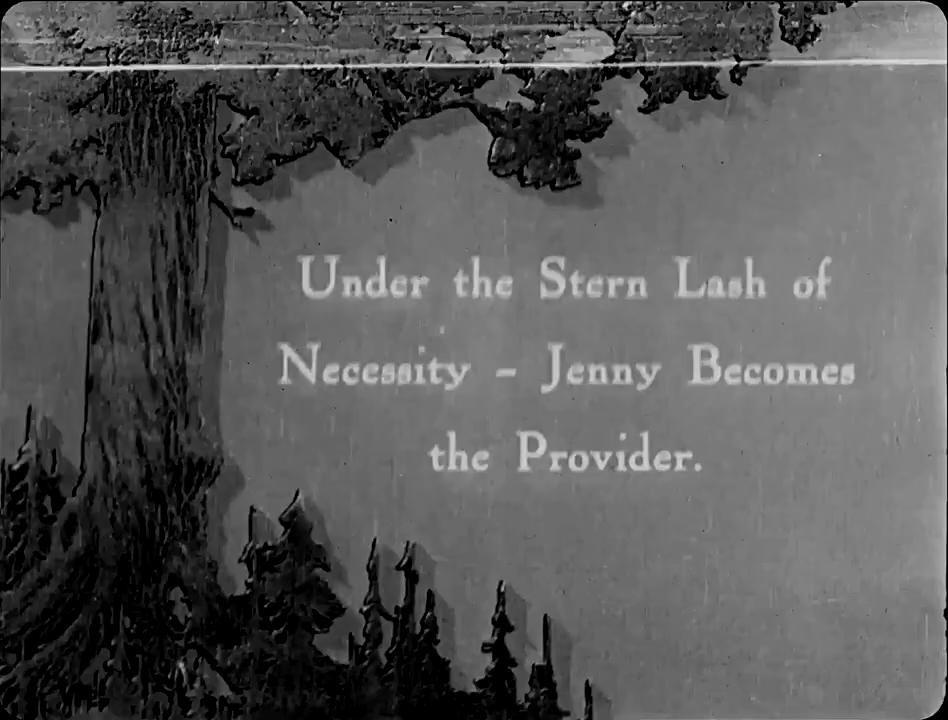 Under the Stern Lash of
Necessity - Jenny Becomes
the Provider.